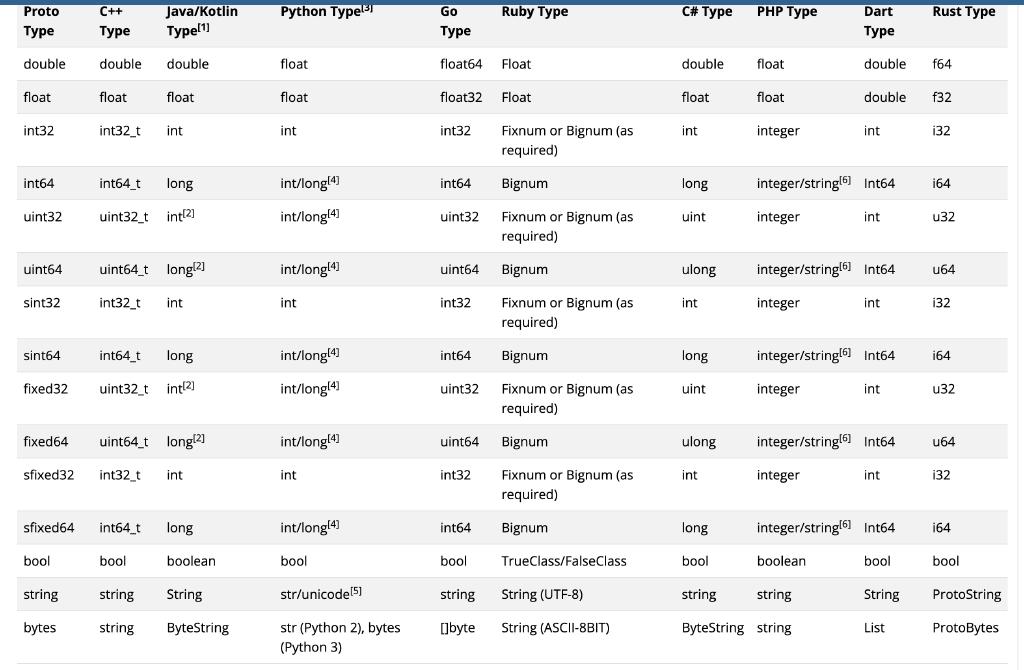 Proto Type C++ Type Java/Kotlin Type[1] Python Type[3] Go Type Ruby Type C# Type PHP Type Dart Type Rust Type
double double double float float64 Float double float double f64
float float float float float32 Float float float double f32
int32 int32_t int int int32 Fixnum or Bignum (as required) int integer int i32
int64 int64_t long int/long[4] int64 Bignum long integer/string[6] Int64 i64
uint32 uint32_t int[2] int/long[4] uint32 Fixnum or Bignum (as required) uint integer int u32
uint64 uint64_t long[2] int/long[4] uint64 Bignum ulong integer/string[6] Int64 u64
sint32 int32_t int int int32 Fixnum or Bignum (as required) int integer int i32
sint64 int64_t long int/long[4] int64 Bignum long integer/string[6] Int64 i64
fixed32 uint32_t int[2] int/long[4] uint32 Fixnum or Bignum (as required) uint integer int u32
fixed64 uint64_t long[2] int/long[4] uint64 Bignum ulong integer/string[6] Int64 u64
sfixed32 int32_t int int int32 Fixnum or Bignum (as required) int integer int i32
sfixed64 int64_t long int/long[4] int64 Bignum long integer/string[6] Int64 i64
bool bool boolean bool bool TrueClass/FalseClass bool boolean bool bool
string string String str/unicode[5] string String (UTF-8) string string String ProtoString
bytes string ByteString str (Python 2), bytes (Python 3) []byte String (ASCII-8BIT) ByteString string List ProtoBytes